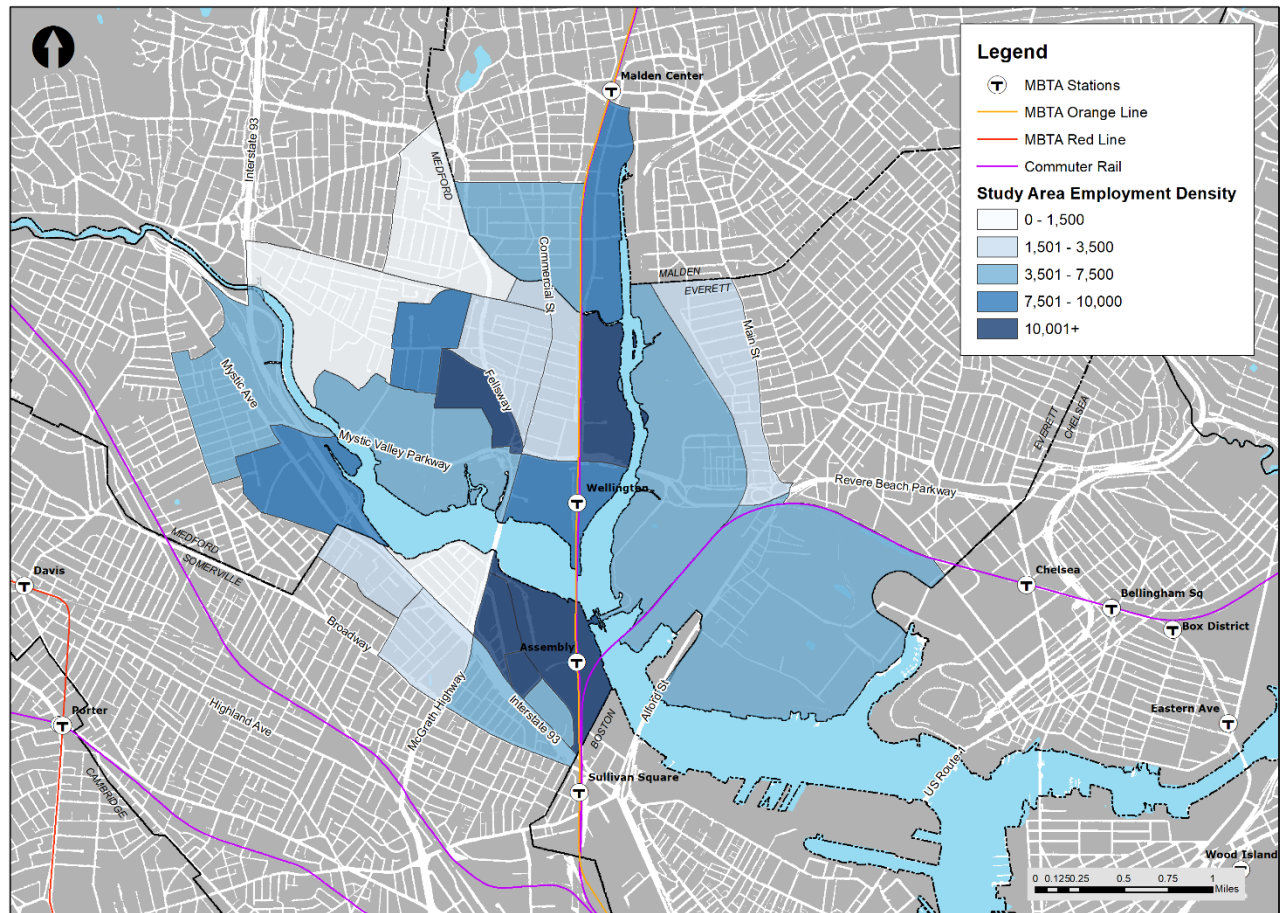 Malden Center
Interstate 93
MEDFORD
Commercial St
MALDEN
EVERETT
Main St
Mystic Ave
Fellsway
Mystic Valley Parkway
Wellington
Revere Beach Parkway
EVERETT
CHELSEA
MEDFORD
SOMERVILLE
Davis
Broadway
Chelsea
Bellingham Sq
Box District
Assembly
Interstate 93
McGrath Highway
Highland Ave
Porter
CAMBRIDGE
BOSTON
Alford St
Sullivan Square
US Route 1
Eastern Ave
Wood Island
Legend
T MBTA Stations
MBTA Orange Line
MBTA Red Line
Commuter Rail
Study Area Employment Density
0 - 1,500
1,501 - 3,500
3,501 - 7,500
7,501 - 10,000
10,001+
0 0.125 0.25 0.5 0.75 1
Miles